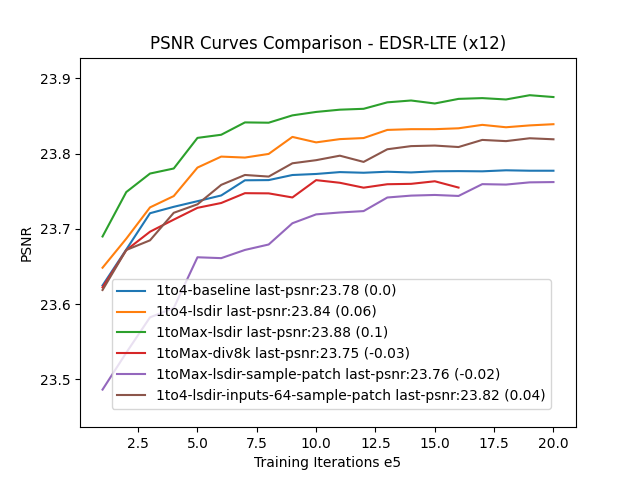 PSNR Curves Comparison - EDSR-LTE (x12)
PSNR
23.9
23.8
23.7
23.6
23.5
1to4-baseline last-psnr:23.78 (0.0)
1to4-lsdir last-psnr:23.84 (0.06)
1toMax-lsdir last-psnr:23.88 (0.1)
1toMax-div8k last-psnr:23.75 (-0.03)
1toMax-lsdir-sample-patch last-psnr:23.76 (-0.02)
1to4-lsdir-inputs-64-sample-patch last-psnr:23.82 (0.04)
2.5 5.0 7.5 10.0 12.5 15.0 17.5 20.0
Training Iterations e5